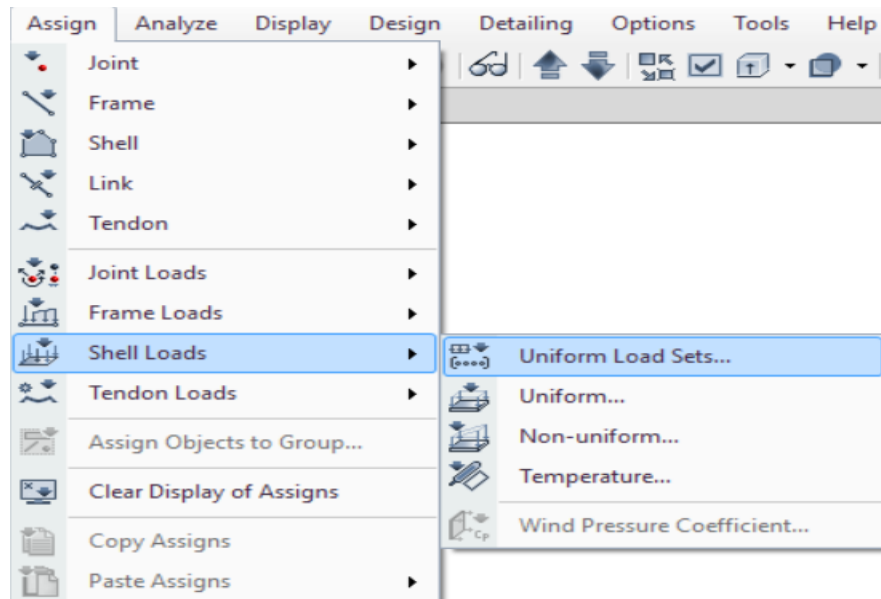 Assign Analyze Display Design Detailing Options Tools Help
Joint
Frame
Shell
Link
Tendon
Joint Loads
Frame Loads
Shell Loads
Tendon Loads
Assign Objects to Group...
Clear Display of Assigns
Copy Assigns
Paste Assigns
Uniform Load Sets...
Uniform...
Non-uniform...
Temperature...
Wind Pressure Coefficient...